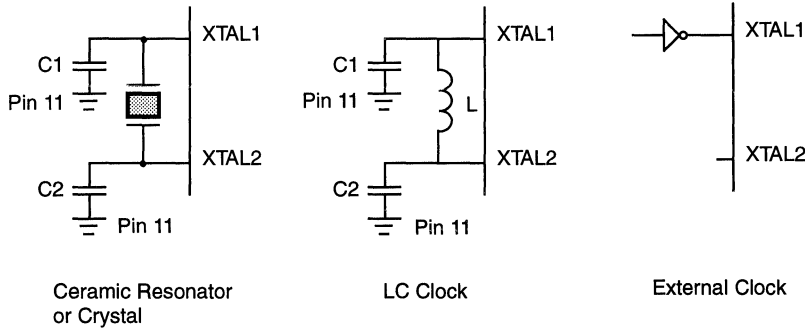 XTAL1
C1
Pin 11
XTAL2
C2
Pin 11
Ceramic Resonator
or Crystal
XTAL1
C1
Pin 11
L
XTAL2
C2
Pin 11
LC Clock
XTAL1
XTAL2
External Clock